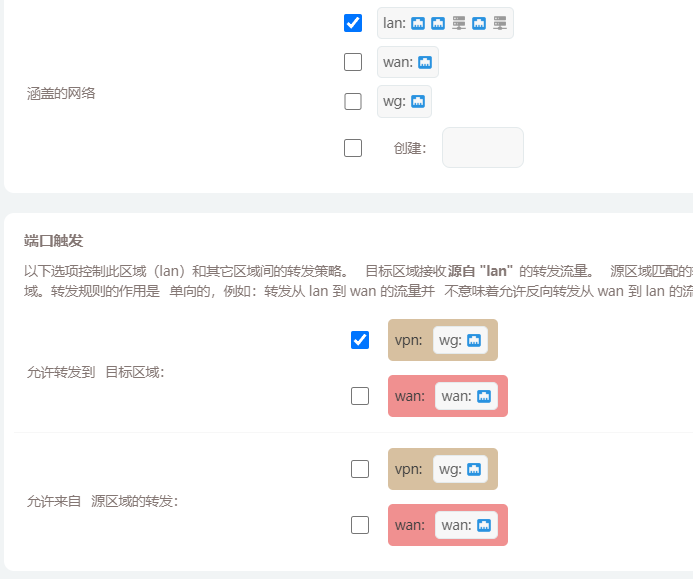 lan:
wan:
涵盖的网络
wg:
创建:
端口触发
以下选项控制此区域（lan）和其它区域间的转发策略。 目标区域接收源自 "lan" 的转发流量。 源区域匹配的
域。转发规则的作用是 单向的，例如：转发从 lan 到 wan 的流量并 不意味着允许反向转发从 wan 到 lan 的流
vpn: wg:
允许转发到 目标区域：
wan: wan:
vpn: wg:
允许来自 源区域的转发：
wan: wan: